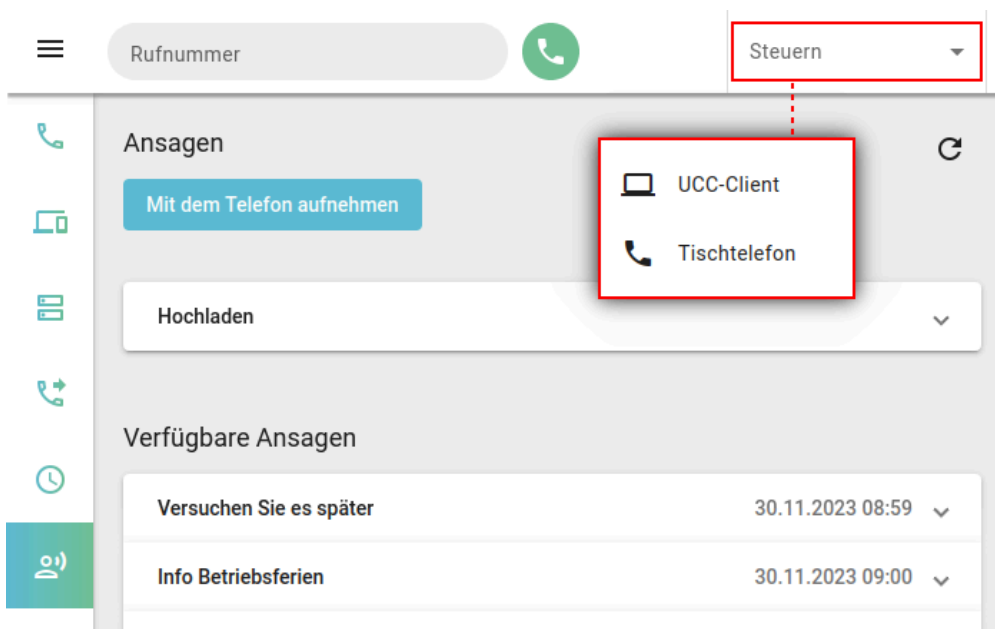 Rufnummer
Steuern
Ansagen
UCC-Client
Mit dem Telefon aufnehmen
Tischtelefon
Hochladen
Verfügbare Ansagen
Versuchen Sie es später 30.11.2023 08:59
Info Betriebsferien 30.11.2023 09:00